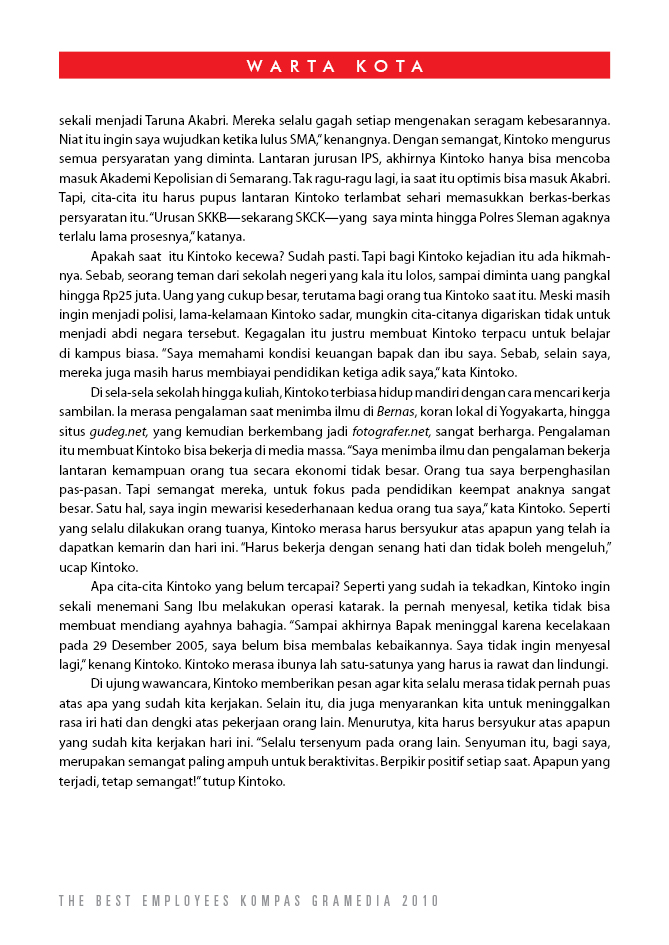 WARTA KOTA
sekali menjadi Taruna Akabri. Mereka selalu gagah setiap mengenakan seragam kebesarannya.
Niat itu ingin saya wujudkan ketika lulus SMA,” kenangnya. Dengan semangat, Kintoko mengurus
semua persyaratan yang diminta. Lantaran jurusan IPS, akhirnya Kintoko hanya bisa mencoba
masuk Akademi Kepolisian di Semarang. Tak ragu-ragu lagi, ia saat itu optimis bisa masuk Akabri.
Tapi, cita-cita itu harus pupus lantaran Kintoko terlambat sehari memasukkan berkas-berkas
persyaratan itu. “Urusan SKKB—sekarang SKCK—yang saya minta hingga Polres Sleman agaknya
terlalu lama prosesnya,” katanya.
Apakah saat itu Kintoko kecewa? Sudah pasti. Tapi bagi Kintoko kejadian itu ada hikmah-
nya. Sebab, seorang teman dari sekolah negeri yang kala itu lolos, sampai diminta uang pangkal
hingga Rp25 juta. Uang yang cukup besar, terutama bagi orang tua Kintoko saat itu. Meski masih
ingin menjadi polisi, lama-kelamaan Kintoko sadar, mungkin cita-citanya digariskan tidak untuk
menjadi abdi negara tersebut. Kegagalan itu justru membuat Kintoko terpacu untuk belajar
di kampus biasa. “Saya memahami kondisi keuangan bapak dan ibu saya. Sebab, selain saya,
mereka juga masih harus membiayai pendidikan ketiga adik saya,” kata Kintoko.
Di sela-sela sekolah hingga kuliah, Kintoko terbiasa hidup mandiri dengan cara mencari kerja
sambilan. Ia merasa pengalaman saat menimba ilmu di Bernas, koran lokal di Yogyakarta, hingga
situs gudeg.net, yang kemudian berkembang jadi fotografer.net, sangat berharga. Pengalaman
itu membuat Kintoko bisa bekerja di media massa. “Saya menimba ilmu dan pengalaman bekerja
lantaran kemampuan orang tua secara ekonomi tidak besar. Orang tua saya berpenghasilan
pas-pasan. Tapi semangat mereka, untuk fokus pada pendidikan keempat anaknya sangat
besar. Satu hal, saya ingin mewarisi kesederhanaan kedua orang tua saya,” kata Kintoko. Seperti
yang selalu dilakukan orang tuanya, Kintoko merasa harus bersyukur atas apapun yang telah ia
dapatkan kemarin dan hari ini. “Harus bekerja dengan senang hati dan tidak boleh mengeluh,”
ucap Kintoko.
Apa cita-cita Kintoko yang belum tercapai? Seperti yang sudah ia tekadkan, Kintoko ingin
sekali menemani Sang Ibu melakukan operasi katarak. Ia pernah menyesal, ketika tidak bisa
membuat mendiang ayahnya bahagia. “Sampai akhirnya Bapak meninggal karena kecelakaan
pada 29 Desember 2005, saya belum bisa membalas kebaikannya. Saya tidak ingin menyesal
lagi,” kenang Kintoko. Kintoko merasa ibunya lah satu-satunya yang harus ia rawat dan lindungi.
Di ujung wawancara, Kintoko memberikan pesan agar kita selalu merasa tidak pernah puas
atas apa yang sudah kita kerjakan. Selain itu, dia juga menyarankan kita untuk meninggalkan
rasa iri hati dan dengki atas pekerjaan orang lain. Menurutya, kita harus bersyukur atas apapun
yang sudah kita kerjakan hari ini. “Selalu tersenyum pada orang lain. Senyuman itu, bagi saya,
merupakan semangat paling ampuh untuk beraktivitas. Berpikir positif setiap saat. Apapun yang
terjadi, tetap semangat!” tutup Kintoko.
THE BEST EMPLOYEES KOMPAS GRAMEDIA 2010